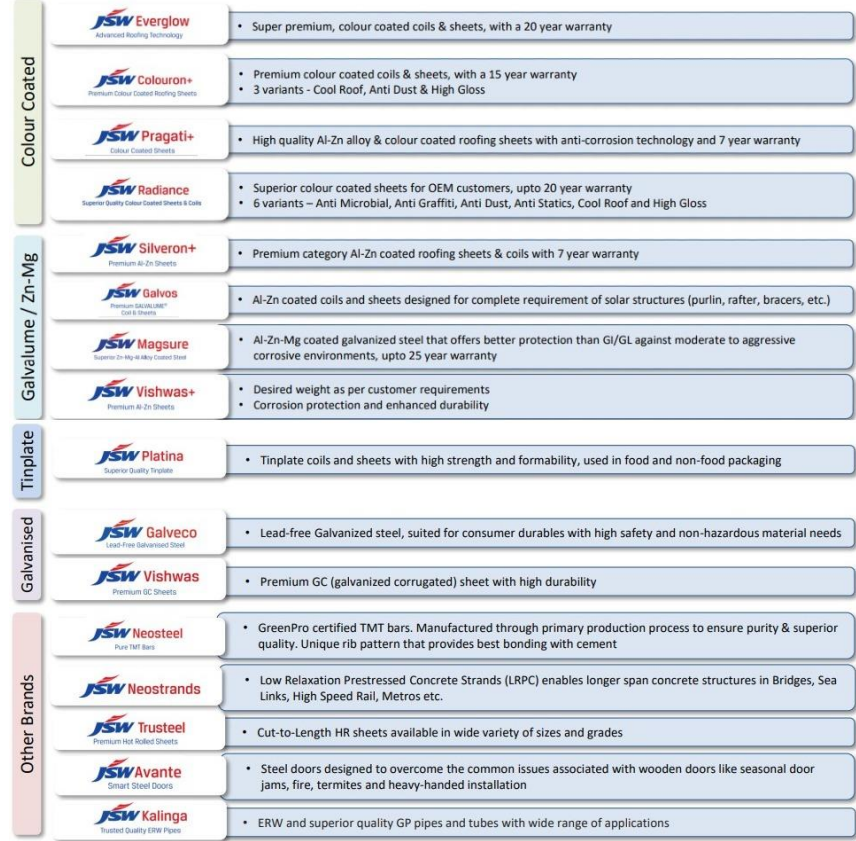 Colour Coated
JSW Everglow
Advanced Roofing Technology
• Super premium, colour coated coils & sheets, with a 20 year warranty
JSW Colouron+
Premium Colour Coated Roofing Sheets
• Premium colour coated coils & sheets, with a 15 year warranty
• 3 variants - Cool Roof, Anti Dust & High Gloss
JSW Pragati+
Colour Coated Sheets
• High quality Al-Zn alloy & colour coated roofing sheets with anti-corrosion technology and 7 year warranty
JSW Radiance
Superior Quality Colour Coated Sheets & Coils
• Superior colour coated sheets for OEM customers, upto 20 year warranty
• 6 variants – Anti Microbial, Anti Graffiti, Anti Dust, Anti Statics, Cool Roof and High Gloss
Galvalume / Zn-Mg
JSW Silveron+
Premium Al-Zn Sheets
• Premium category Al-Zn coated roofing sheets & coils with 7 year warranty
JSW Galvos
Premium GALVALUME®
Coil & Sheets
• Al-Zn coated coils and sheets designed for complete requirement of solar structures (purlin, rafter, bracers, etc.)
JSW Magsure
Superior Zn-Mg-Al Alloy Coated Steel
• Al-Zn-Mg coated galvanized steel that offers better protection than GI/GL against moderate to aggressive
corrosive environments, upto 25 year warranty
JSW Vishwas+
Premium Al-Zn Sheets
• Desired weight as per customer requirements
• Corrosion protection and enhanced durability
Tinplate
JSW Platina
Superior Quality Tinplate
• Tinplate coils and sheets with high strength and formability, used in food and non-food packaging
Galvanised
JSW Galveco
Lead-Free Galvanised Steel
• Lead-free Galvanized steel, suited for consumer durables with high safety and non-hazardous material needs
JSW Vishwas
Premium GC Sheets
• Premium GC (galvanized corrugated) sheet with high durability
Other Brands
JSW Neosteel
Pure TMT Bars
• GreenPro certified TMT bars. Manufactured through primary production process to ensure purity & superior
quality. Unique rib pattern that provides best bonding with cement
JSW Neostrands
• Low Relaxation Prestressed Concrete Strands (LRPC) enables longer span concrete structures in Bridges, Sea
Links, High Speed Rail, Metros etc.
JSW Trusteel
Premium Hot Rolled Sheets
• Cut-to-Length HR sheets available in wide variety of sizes and grades
JSW Avante
Smart Steel Doors
• Steel doors designed to overcome the common issues associated with wooden doors like seasonal door
jams, fire, termites and heavy-handed installation
JSW Kalinga
Trusted Quality ERW Pipes
• ERW and superior quality GP pipes and tubes with wide range of applications